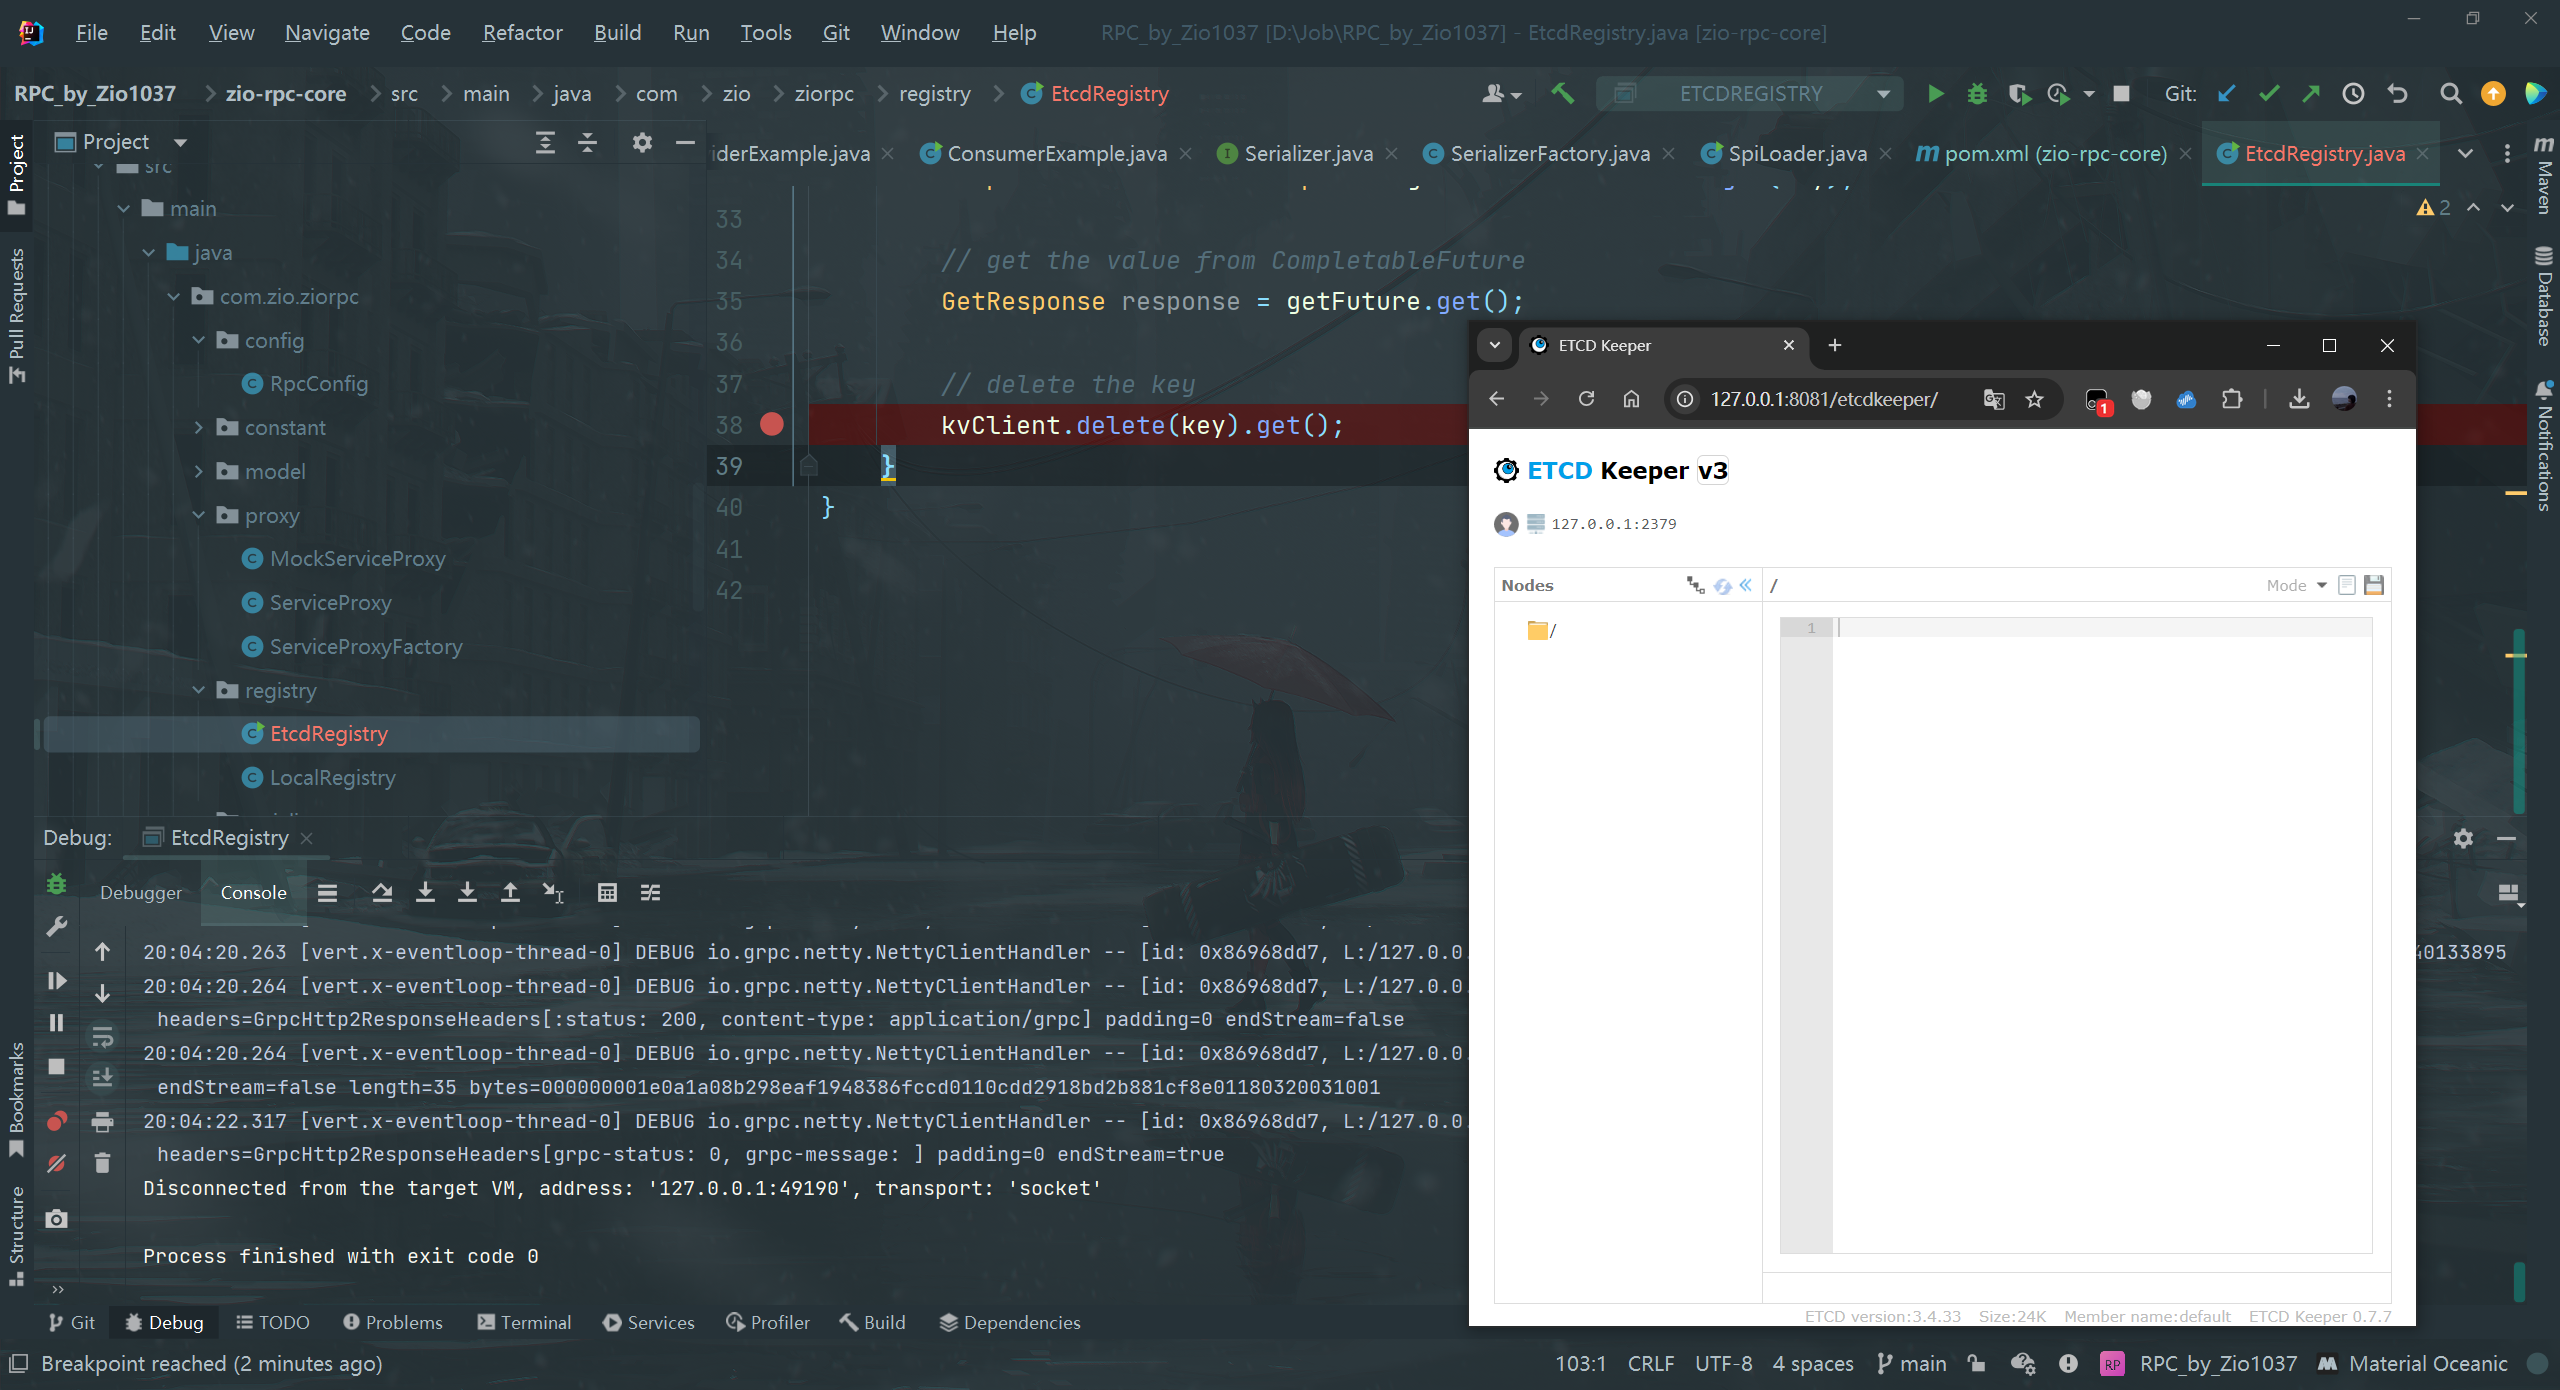 File Edit View Navigate Code Refactor Build Run Tools Git Window Help RPC_by_Zio1037 [D:\Job\RPC_by_Zio1037] - EtcdRegistry.java [zio-rpc-core]
RPC_by_Zio1037 zio-rpc-core src main java com zio ziorpc registry EtcdRegistry ETCDREGISTRY Git:
Project
iderExample.java ConsumerExample.java Serializer.java SerializerFactory.java SpiLoader.java pom.xml (zio-rpc-core) EtcdRegistry.java
2
Project
Pull Requests
Bookmarks
Structure
Maven
Database
Notifications
src
main
java
com.zio.ziorpc
config
RpcConfig
constant
model
proxy
MockServiceProxy
ServiceProxy
ServiceProxyFactory
registry
EtcdRegistry
LocalRegistry
33
34 // get the value from CompletableFuture
35 GetResponse response = getFuture.get();
36
37 // delete the key
38 kvClient.delete(key).get();
39 }
40 }
41
42
ETCD Keeper
127.0.0.1:8081/etcdkeeper/
1
ETCD Keeper v3
127.0.0.1:2379
Nodes / Mode
/
1
ETCD version:3.4.33 Size:24K Member name:default ETCD Keeper 0.7.7
Debug: EtcdRegistry
Debugger Console
20:04:20.263 [vert.x-eventloop-thread-0] DEBUG io.grpc.netty.NettyClientHandler -- [id: 0x86968dd7, L:/127.0.0. 40133895
20:04:20.264 [vert.x-eventloop-thread-0] DEBUG io.grpc.netty.NettyClientHandler -- [id: 0x86968dd7, L:/127.0.0.
headers=GrpcHttp2ResponseHeaders[:status: 200, content-type: application/grpc] padding=0 endStream=false
20:04:20.264 [vert.x-eventloop-thread-0] DEBUG io.grpc.netty.NettyClientHandler -- [id: 0x86968dd7, L:/127.0.0.
endStream=false length=35 bytes=000000001e0a1a08b298eaf1948386fccd0110cdd2918bd2b881cf8e01180320031001
20:04:22.317 [vert.x-eventloop-thread-0] DEBUG io.grpc.netty.NettyClientHandler -- [id: 0x86968dd7, L:/127.0.0.
headers=GrpcHttp2ResponseHeaders[grpc-status: 0, grpc-message: ] padding=0 endStream=true
Disconnected from the target VM, address: '127.0.0.1:49190', transport: 'socket'
Process finished with exit code 0
Git Debug TODO Problems Terminal Services Profiler Build Dependencies
Breakpoint reached (2 minutes ago) 103:1 CRLF UTF-8 4 spaces main RP RPC_by_Zio1037 Material Oceanic